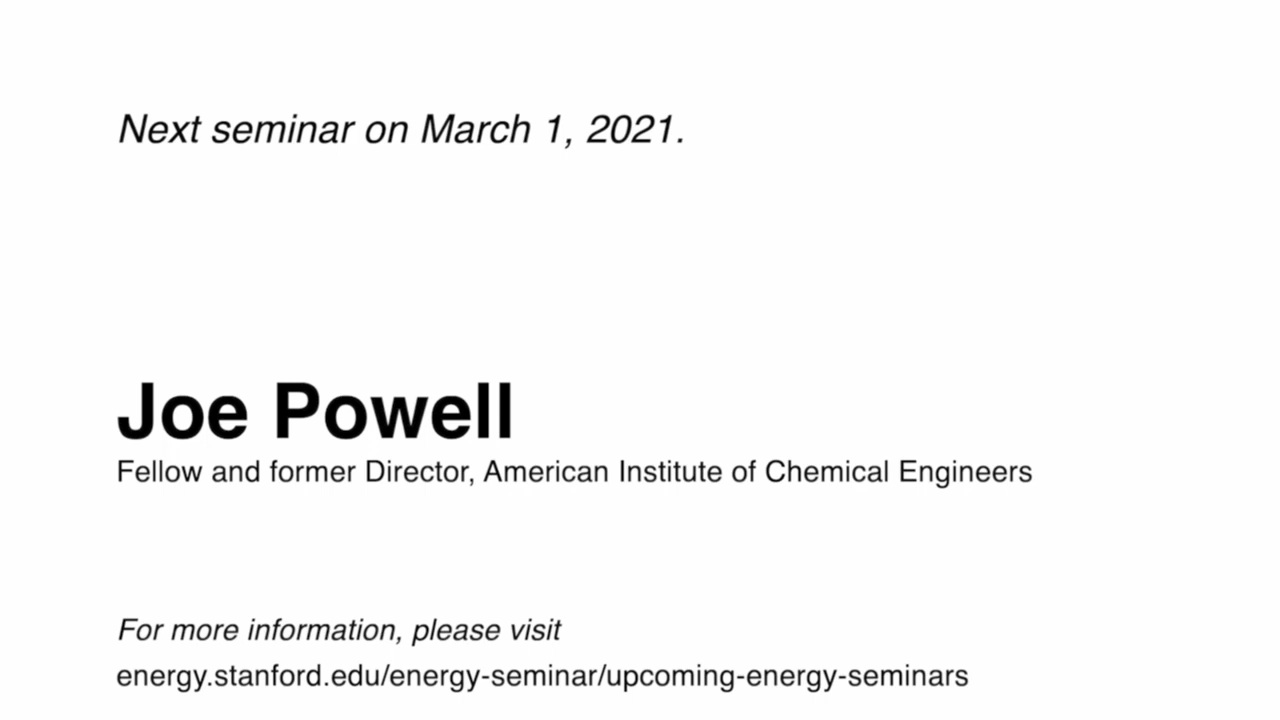 Next seminar on March 1, 2021.
Joe Powell
Fellow and former Director, American Institute of Chemical Engineers
For more information, please visit
energy.stanford.edu/energy-seminar/upcoming-energy-seminars